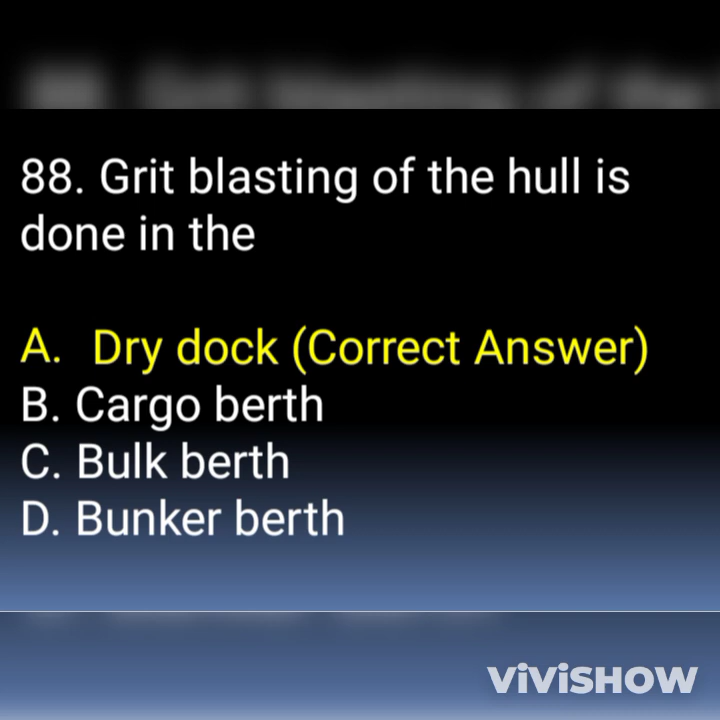 88. Grit blasting of the hull is
done in the
A. Dry dock (Correct Answer)
B. Cargo berth
C. Bulk berth
D. Bunker berth
ViViSHOW